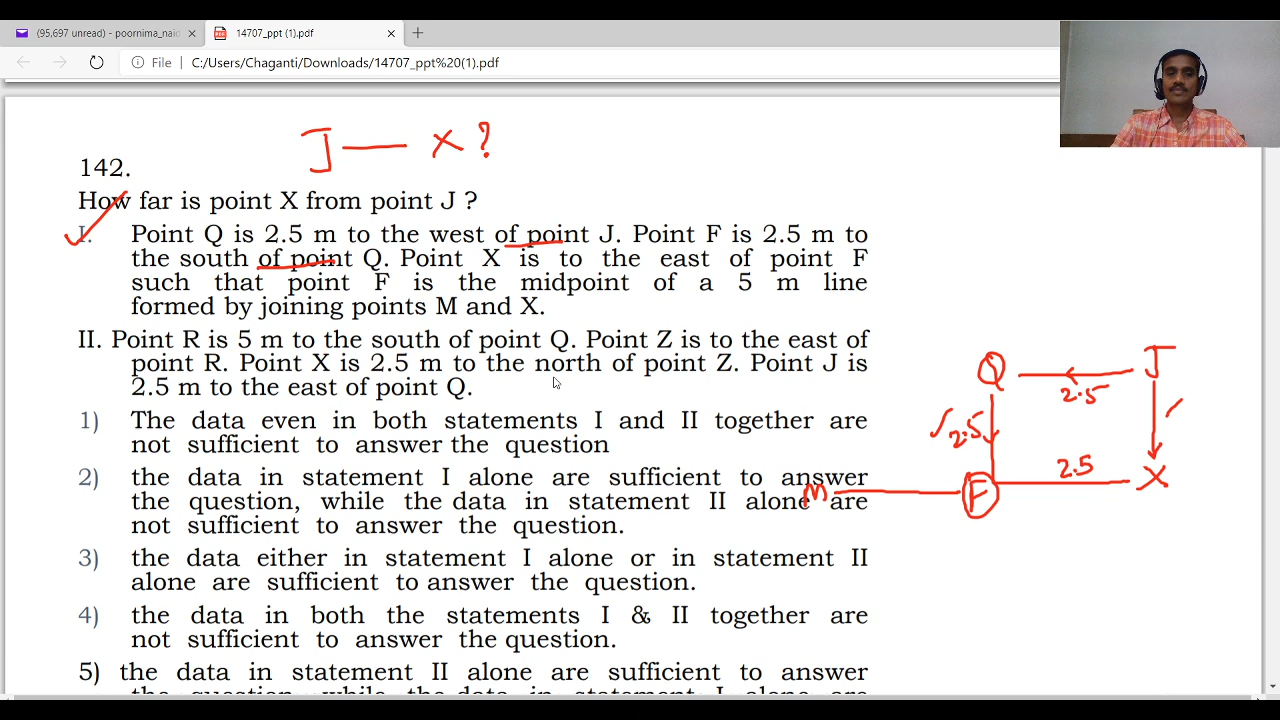 (95,697 unread) - poornima_naid
14707_ppt (1).pdf
File
C:/Users/Chaganti/Downloads/14707_ppt%20(1).pdf
J — X ?
142.
How far is point X from point J ?
I. Point Q is 2.5 m to the west of point J. Point F is 2.5 m to
the south of point Q. Point X is to the east of point F
such that point F is the midpoint of a 5 m line
formed by joining points M and X.
II. Point R is 5 m to the south of point Q. Point Z is to the east of
point R. Point X is 2.5 m to the north of point Z. Point J is
2.5 m to the east of point Q.
Q J
2.5
2.5
2.5
M F X
1) The data even in both statements I and II together are
not sufficient to answer the question
2) the data in statement I alone are sufficient to answer
the question, while the data in statement II alone are
not sufficient to answer the question.
3) the data either in statement I alone or in statement II
alone are sufficient to answer the question.
4) the data in both the statements I & II together are
not sufficient to answer the question.
5) the data in statement II alone are sufficient to answer